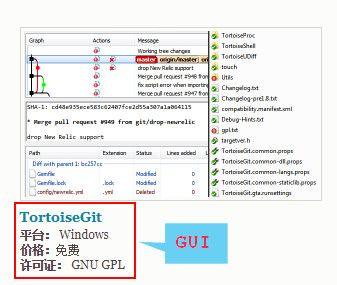 Graph Actions Message
Working tree changes
master origin/master
drop New Relic support
Merge pull request #948 from
fix script error when importing
Merge pull request #947 from
SHA-1: cd48e935ece583c62407fce2d55a307a1a064115
* Merge pull request #949 from git/drop-newrelic
drop New Relic support
Path Extension Status Lines added L
Diff with parent 1: bc257cc
Gemfile Modified 0
Gemfile.lock .lock Modified 0
config/newrelic.yml .yml Deleted 0
TortoiseProc
TortoiseShell
TortoiseUDiff
touch
Utils
Changelog.txt
Changelog-pre1.8.txt
compatibility.manifest.xml
Debug-Hints.txt
gpl.txt
targetver.h
TortoiseGit.common.props
TortoiseGit.common-dll.props
TortoiseGit.common-langs.props
TortoiseGit.common-staticlib.props
TortoiseGit.gta.runsettings
TortoiseGit
平台： Windows
价格：免费
许可证： GNU GPL
GUI